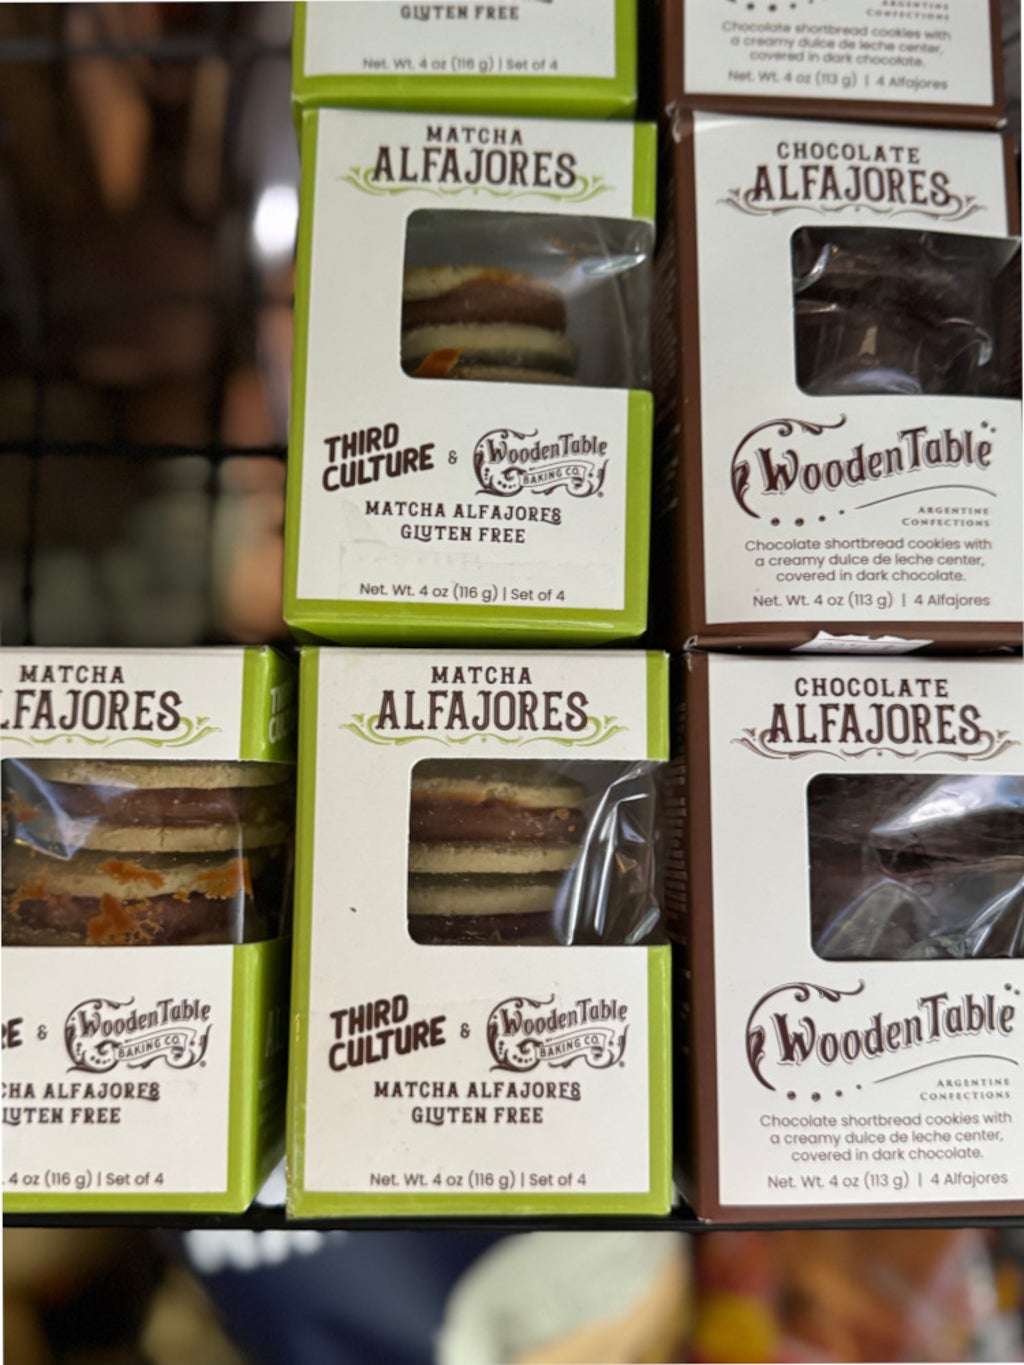 GLUTEN FREE
Net. Wt. 4 oz (116 g) | Set of 4
ARGENTINE
CONFECTIONS
Chocolate shortbread cookies with
a creamy dulce de leche center,
covered in dark chocolate.
Net. Wt. 4 oz (113 g) | 4 Alfajores
MATCHA
ALFAJORES
THIRD
CULTURE
&
WoodenTable
BAKING CO.
MATCHA ALFAJORES
GLUTEN FREE
Net. Wt. 4 oz (116 g) | Set of 4
CHOCOLATE
ALFAJORES
WoodenTable
ARGENTINE
CONFECTIONS
Chocolate shortbread cookies with
a creamy dulce de leche center,
covered in dark chocolate.
Net. Wt. 4 oz (113 g) | 4 Alfajores
MATCHA
LFAJORES
E & WoodenTable
BAKING CO.
CHA ALFAJORES
UTEN FREE
. 4 oz (116 g) | Set of 4
MATCHA
ALFAJORES
THIRD
CULTURE
&
WoodenTable
BAKING CO.
MATCHA ALFAJORES
GLUTEN FREE
Net. Wt. 4 oz (116 g) | Set of 4
CHOCOLATE
ALFAJORES
WoodenTable
ARGENTINE
CONFECTIONS
Chocolate shortbread cookies with
a creamy dulce de leche center,
covered in dark chocolate.
Net. Wt. 4 oz (113 g) | 4 Alfajores